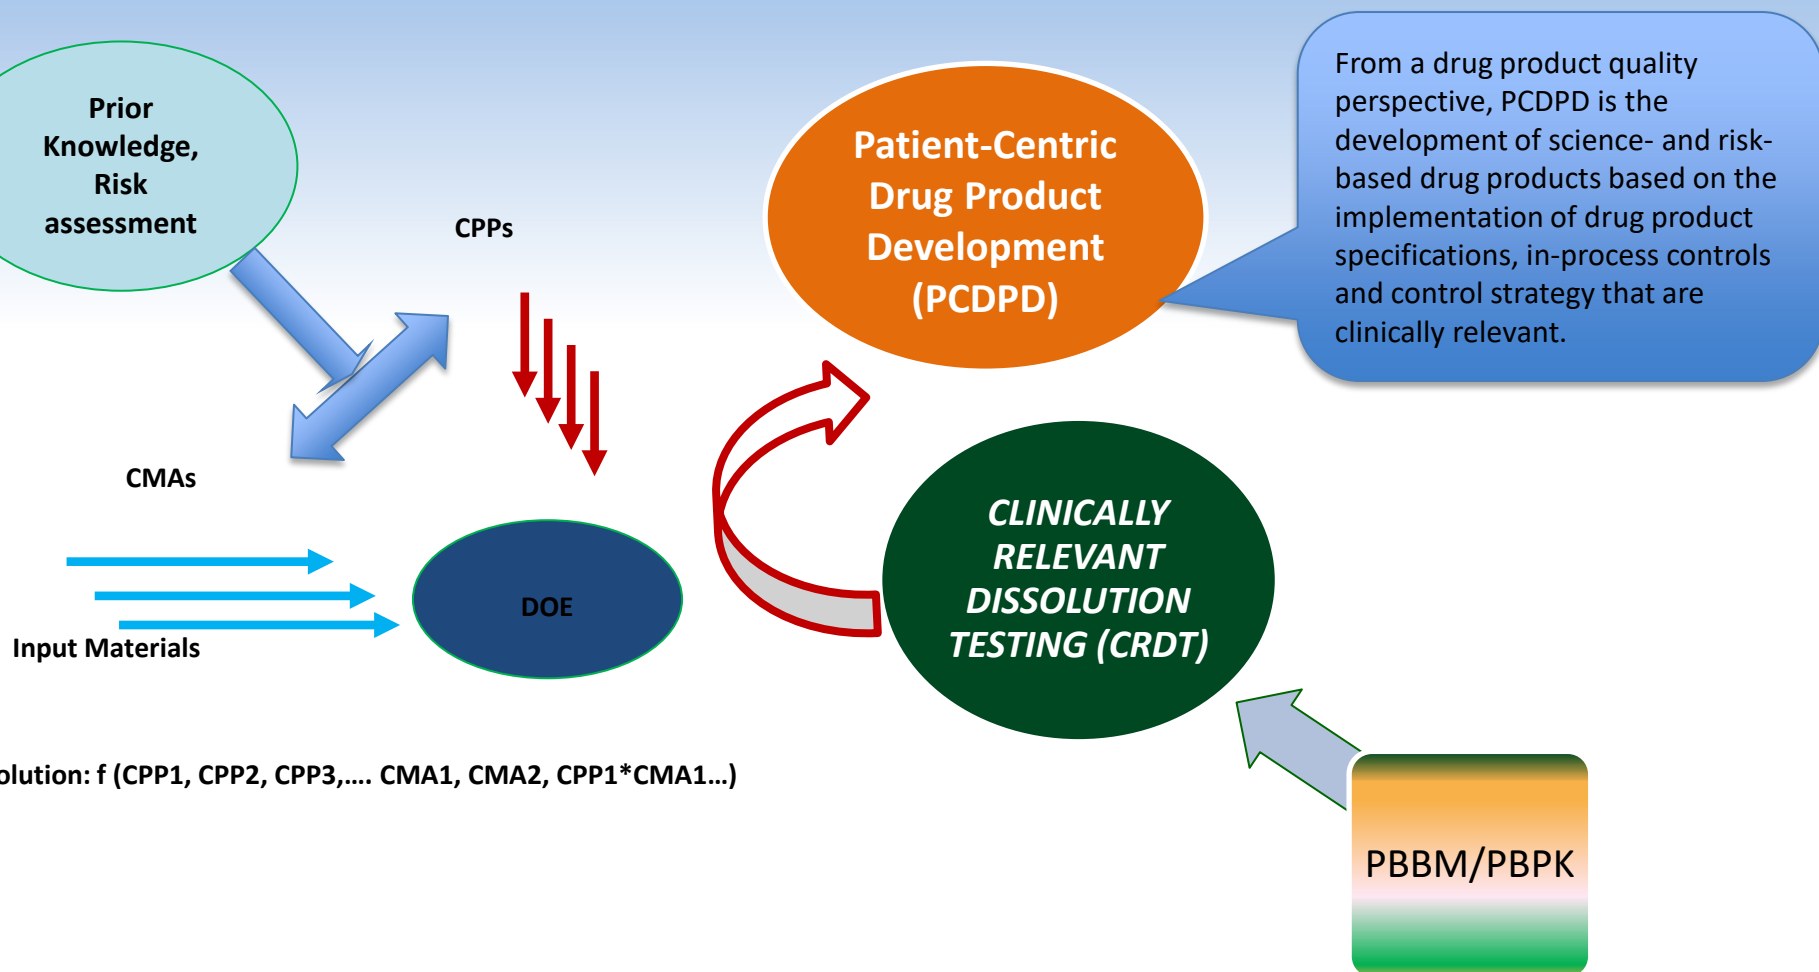 Prior
Knowledge,
Risk
assessment
CPPs
CMAs
Input Materials
DOE
olution: f (CPP1, CPP2, CPP3,.... CMA1, CMA2, CPP1*CMA1...)
Patient-Centric
Drug Product
Development
(PCDPD)
From a drug product quality
perspective, PCDPD is the
development of science- and risk-
based drug products based on the
implementation of drug product
specifications, in-process controls
and control strategy that are
clinically relevant.
CLINICALLY
RELEVANT
DISSOLUTION
TESTING (CRDT)
PBBM/PBPK